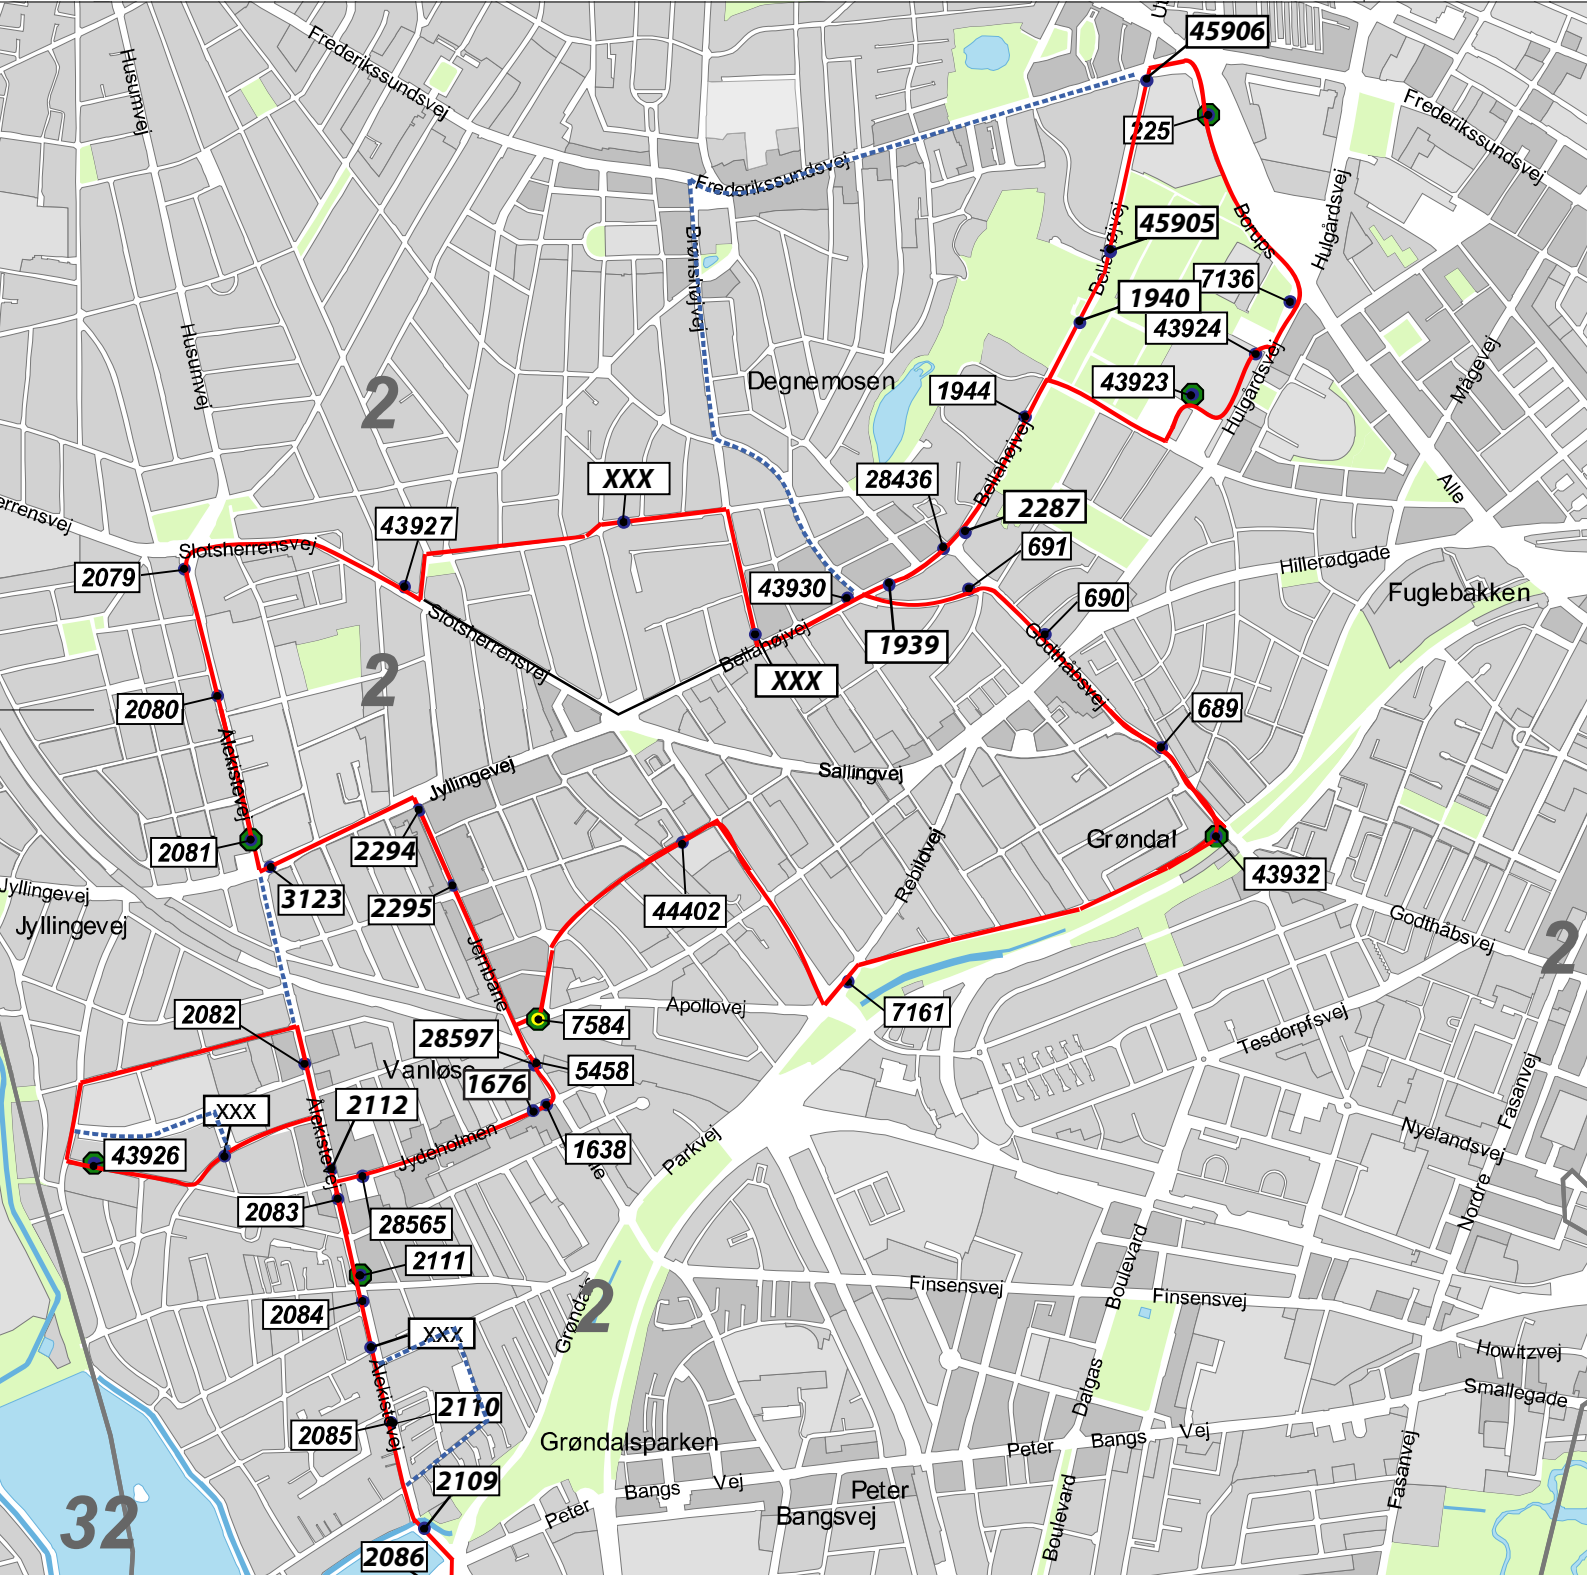 45906
Husumvej
Frederikssundsvej
Frederikssundsvej
225
Frederikssundsvej
Hulgårdsvej
Borups
45905
Bellahøjvej
Brønshøjvej
7136
1940
43924
Husumvej
Degnemosen
1944
43923
Hulgårdsvej
Mågevej
2
Bellahøjvej
XXX
28436
Alle
2287
43927
errensvej
Slotsherrensvej
691
Hillerødgade
2079
43930
690
Fuglebakken
Slotsherrensvej
Bellahøjvej
1939
Godthåbsvej
XXX
2
2080
689
Ålekistevej
Jyllingevej
Sallingvej
2081
2294
Grøndal
Rebildvej
43932
Jyllingevej
3123
2295
44402
Jyllingevej
Godthåbsvej
2
Jernbane
2082
7584
Apollovej
7161
Tesdorpfsvej
28597
Vanløse
5458
1676
XXX
2112
Ålekistevej
Fasanvej
43926
Jydeholmen
1638
Parkvej
Nyelandsvej
2083
28565
Nordre
2111
Boulevard
2084
2
Finsensvej
Finsensvej
XXX
Howitzvej
Ålekistevej
Dalgas
Smallegade
2110
2085
Grøndalsparken
Peter
Bangs
Vej
Fasanvej
2109
Bangs
Vej
Peter
Peter
Bangsvej
Boulevard
32
2086